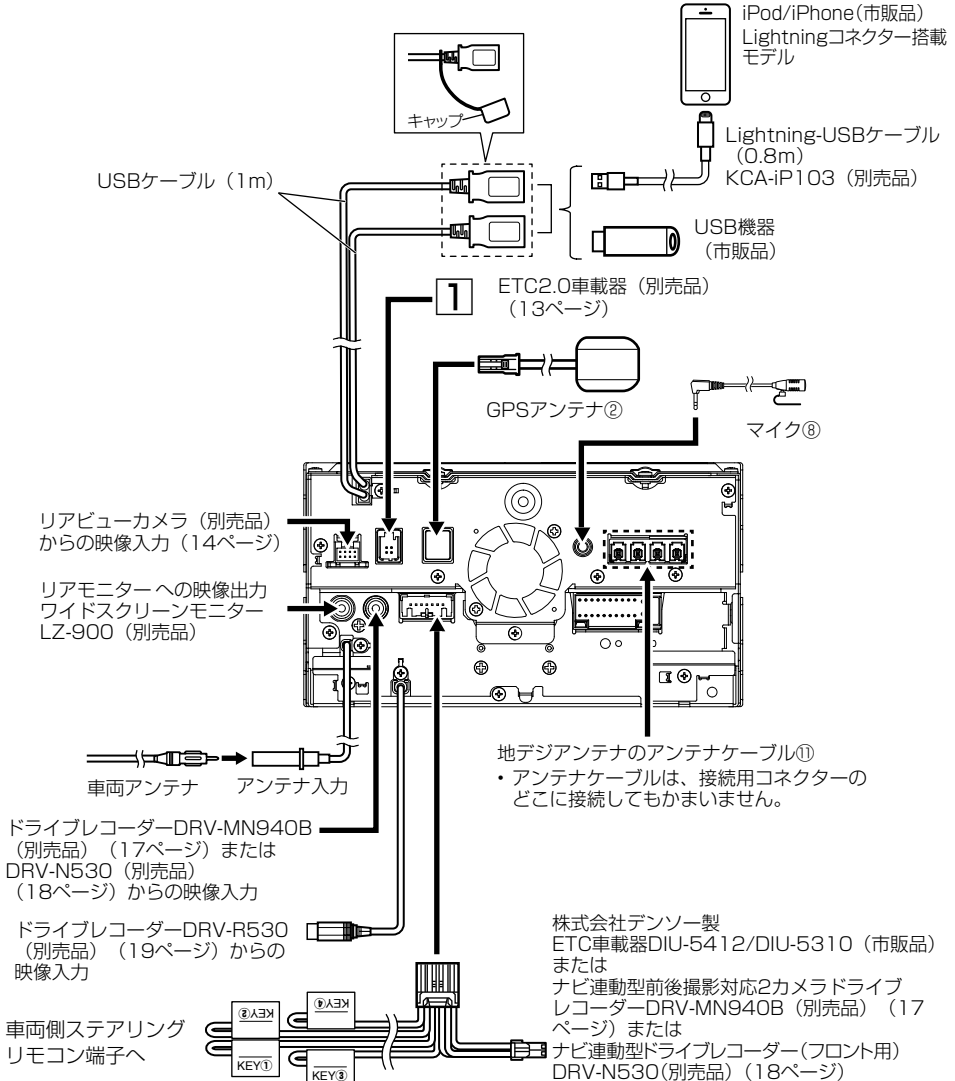 iPod/iPhone（市販品）
Lightningコネクター搭載
モデル
キャップ
Lightning-USBケーブル
（0.8m）
KCA-iP103（別売品）
USBケーブル（1m）
USB機器
（市販品）
1
ETC2.0車載器（別売品）
（13ページ）
GPSアンテナ②
マイク⑧
リアビューカメラ（別売品）
からの映像入力（14ページ）
リアモニターへの映像出力
ワイドスクリーンモニター
LZ-900（別売品）
地デジアンテナのアンテナケーブル⑪
・アンテナケーブルは、接続用コネクターの
どこに接続してもかまいません。
車両アンテナ
アンテナ入力
ドライブレコーダーDRV-MN940B
（別売品）（17ページ）または
DRV-N530（別売品）
（18ページ）からの映像入力
ドライブレコーダーDRV-R530
（別売品）（19ページ）からの
映像入力
株式会社デンソー製
ETC車載器DIU-5412/DIU-5310（市販品）
または
ナビ連動型前後撮影対応2カメラドライブ
レコーダーDRV-MN940B（別売品）（17
ページ）または
ナビ連動型ドライブレコーダー（フロント用）
DRV-N530（別売品）（18ページ）
車両側ステアリング
リモコン端子へ
KEY②
KEY④
KEY①
KEY③